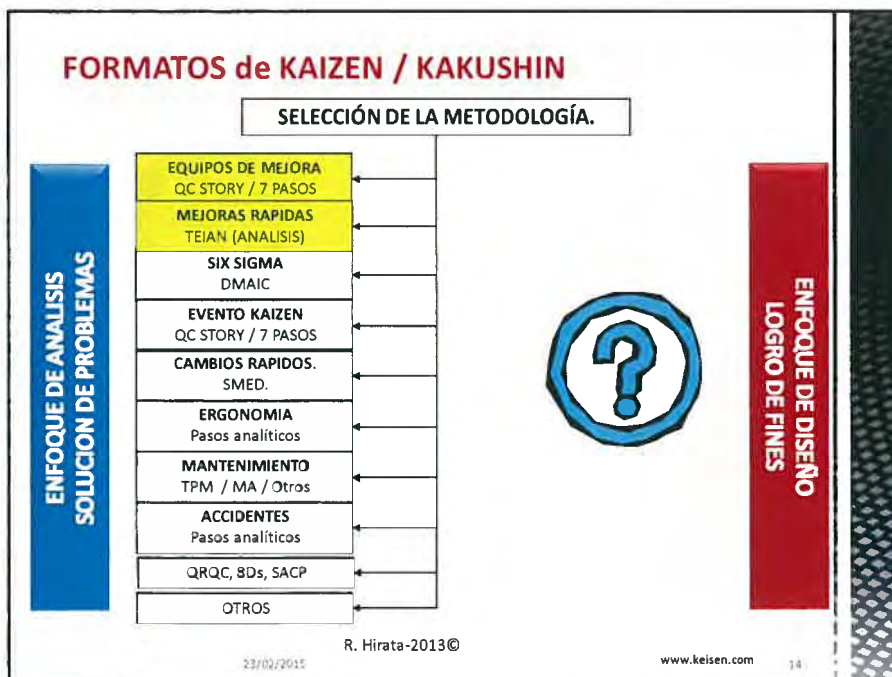 FORMATOS de KAIZEN / KAKUSHIN
SELECCIÓN DE LA METODOLOGÍA.
ENFOQUE DE ANALISIS
SOLUCION DE PROBLEMAS
EQUIPOS DE MEJORA
QC STORY / 7 PASOS
MEJORAS RAPIDAS
TEIAN (ANALISIS)
SIX SIGMA
DMAIC
EVENTO KAIZEN
QC STORY / 7 PASOS
CAMBIOS RAPIDOS.
SMED.
ERGONOMIA
Pasos analíticos
MANTENIMIENTO
TPM / MA / Otros
ACCIDENTES
Pasos analíticos
QRQC, 8Ds, SACP
OTROS
?
ENFOQUE DE DISEÑO
LOGRO DE FINES
R. Hirata-2013©
23/02/2015
www.keisen.com
14